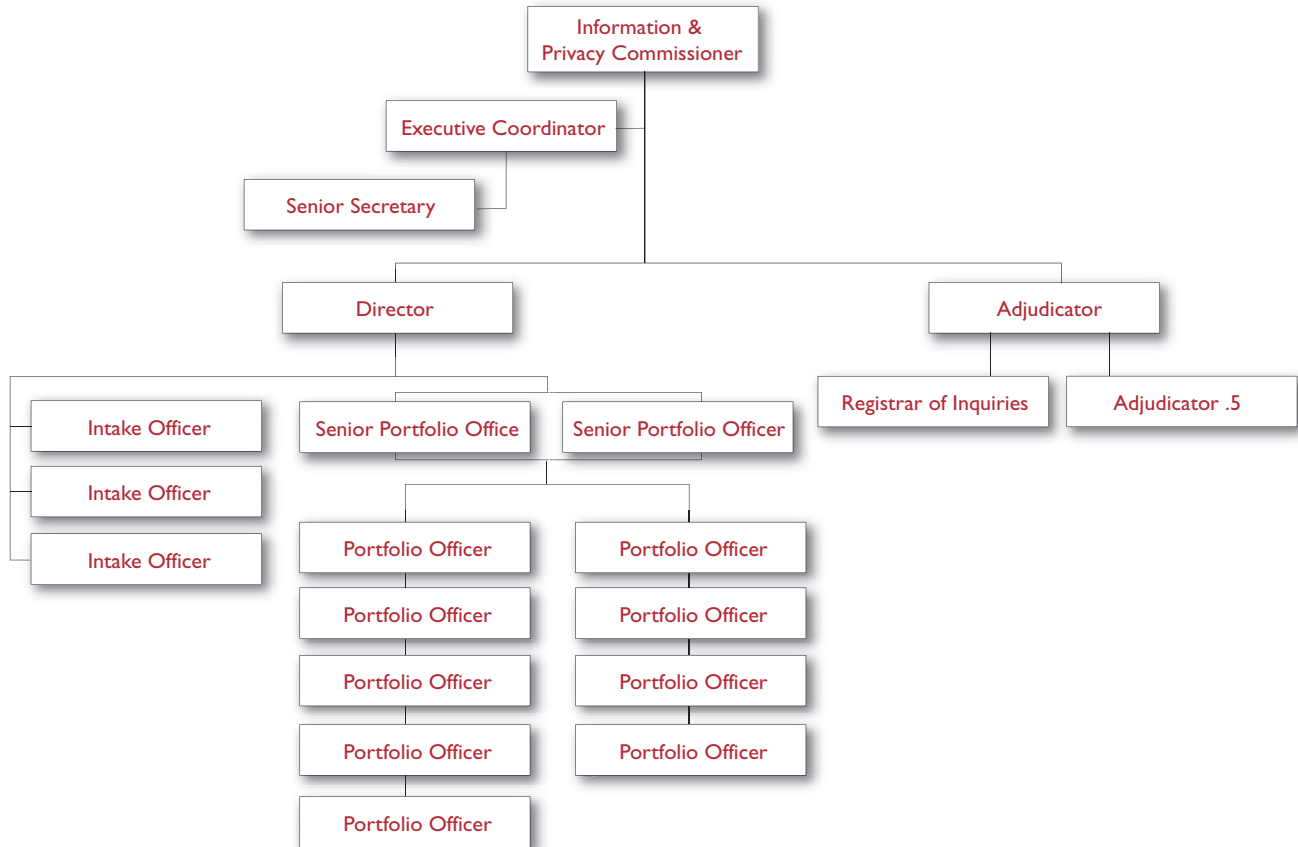 Information &
Privacy Commissioner
Executive Coordinator
Senior Secretary
Director
Adjudicator
Registrar of Inquiries
Adjudicator .5
Intake Officer
Senior Portfolio Office
Senior Portfolio Officer
Intake Officer
Intake Officer
Portfolio Officer
Portfolio Officer
Portfolio Officer
Portfolio Officer
Portfolio Officer
Portfolio Officer
Portfolio Officer
Portfolio Officer
Portfolio Officer